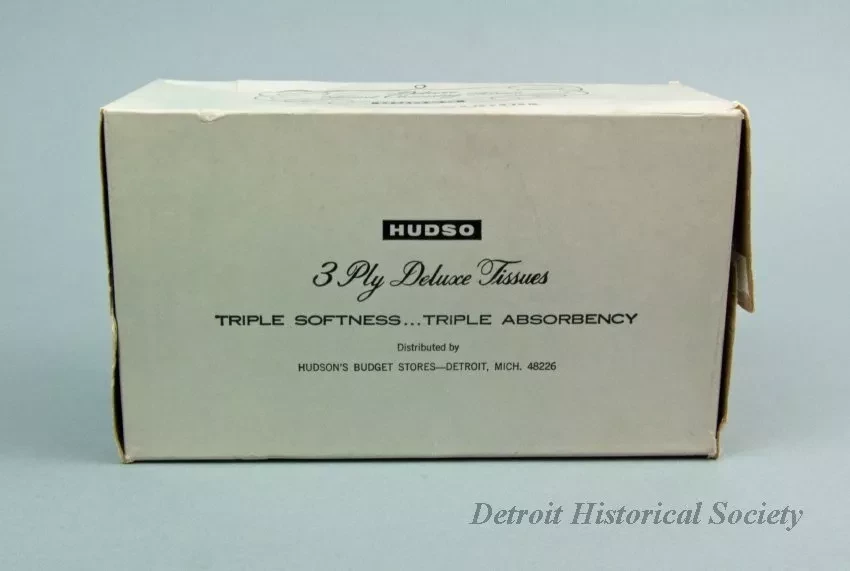 HUDSO
3 Ply Deluxe Tissues
TRIPLE SOFTNESS...TRIPLE ABSORBENCY
Distributed by
HUDSON'S BUDGET STORES—DETROIT, MICH. 48226
Detroit Historical Society